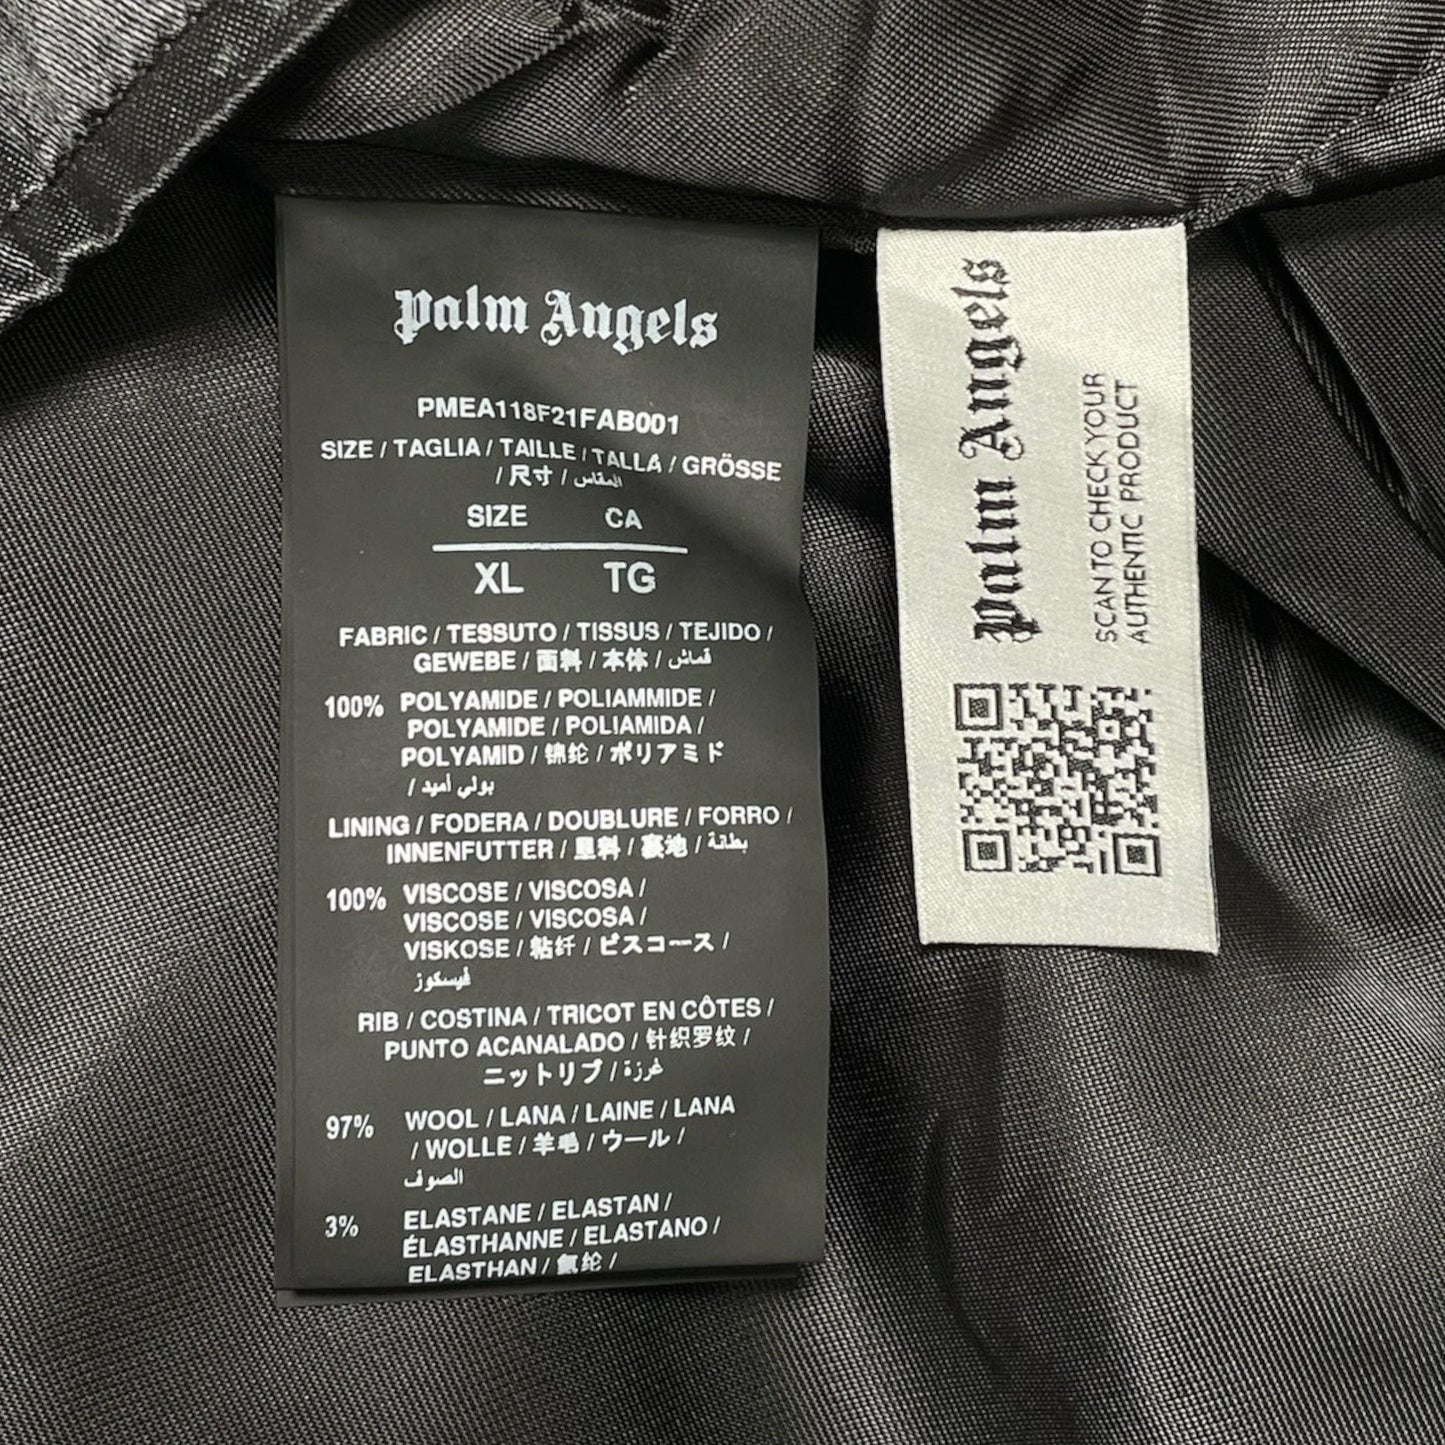 Palm Angels
PMEA118F21FAB001
SIZE / TAGLIA / TAILLE / TALLA / GRÖSSE
/ 尺寸 / المقاس
SIZE CA
XL TG
FABRIC / TESSUTO / TISSUS / TEJIDO /
GEWEBE / 面料 / 本体 / قماش
100% POLYAMIDE / POLIAMMIDE /
POLYAMIDE / POLIAMIDA /
POLYAMID / 锦纶 / ポリアミド
/ بولي أميد
LINING / FODERA / DOUBLURE / FORRO /
INNENFUTTER / 里料 / 裏地 / بطانة
100% VISCOSE / VISCOSA /
VISCOSE / VISCOSA /
VISKOSE / 粘纤 / ビスコース /
فيسكوز
RIB / COSTINA / TRICOT EN CÔTES /
PUNTO ACANALADO / 针织罗纹 /
ニットリブ / غرزة
97% WOOL / LANA / LAINE / LANA
/ WOLLE / 羊毛 / ウール /
الصوف
3% ELASTANE / ELASTAN /
ÉLASTHANNE / ELASTANO /
ELASTHAN / 氨纶 /
Palm Angels
SCAN TO CHECK YOUR
AUTHENTIC PRODUCT